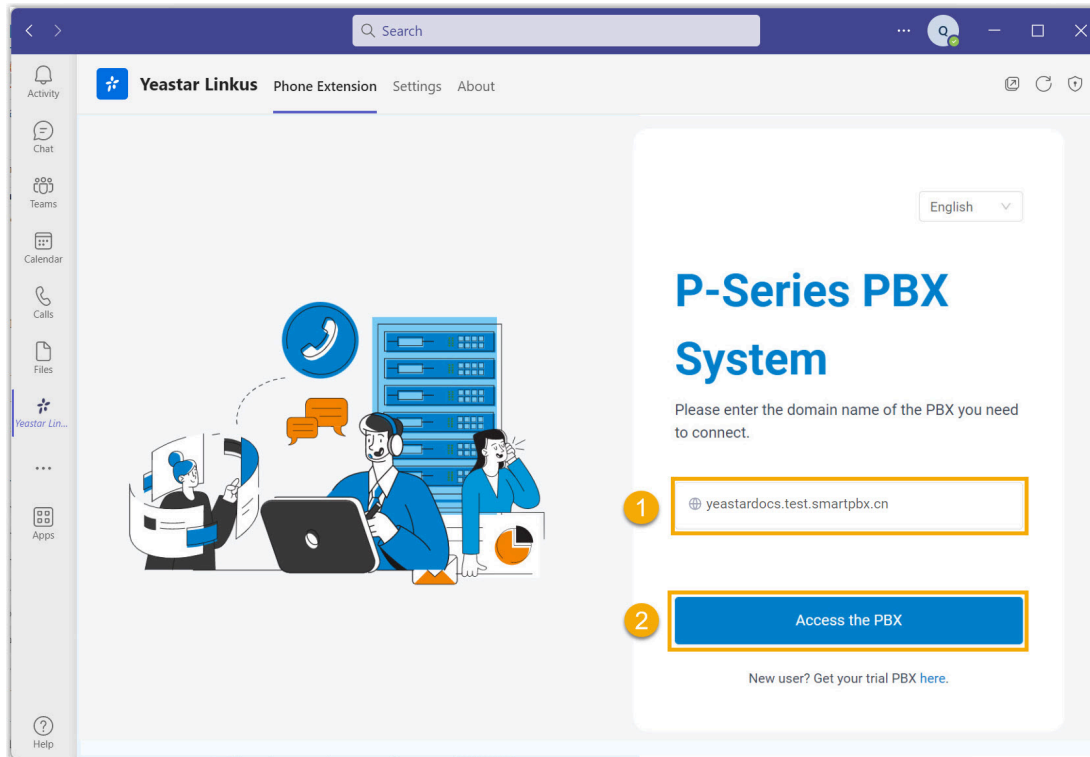 Search
Q
Activity
Chat
Teams
Calendar
Calls
Files
Yeastar Lin...
Apps
Help
Yeastar Linkus
Phone Extension
Settings
About
English
P-Series PBX
System
Please enter the domain name of the PBX you need
to connect.
1
yeastardocs.test.smartpbx.cn
2
Access the PBX
New user? Get your trial PBX here.